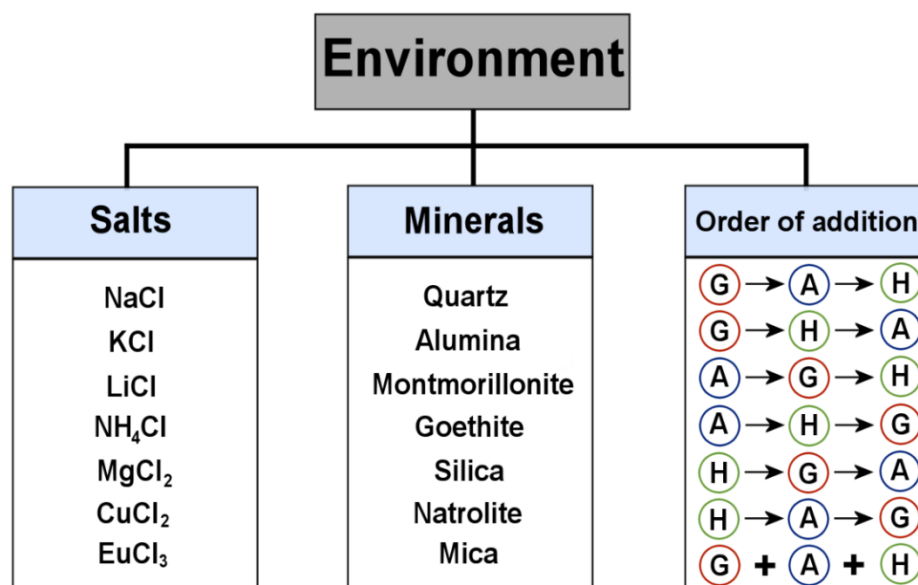 Environment
Salts
NaCl
KCl
LiCl
NH₄Cl
MgCl₂
CuCl₂
EuCl₃
Minerals
Quartz
Alumina
Montmorillonite
Goethite
Silica
Natrolite
Mica
Order of addition
G → A → H
G → H → A
A → G → H
A → H → G
H → G → A
H → A → G
G + A + H